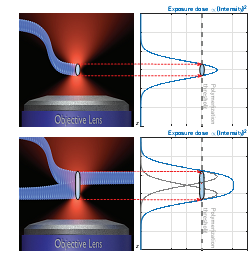 Exposure dose ∝ (Intensity)²
Polymerization
threshold
Objective Lens
z
Exposure dose ∝ (Intensity)²
Polymerization
threshold
Objective Lens
z